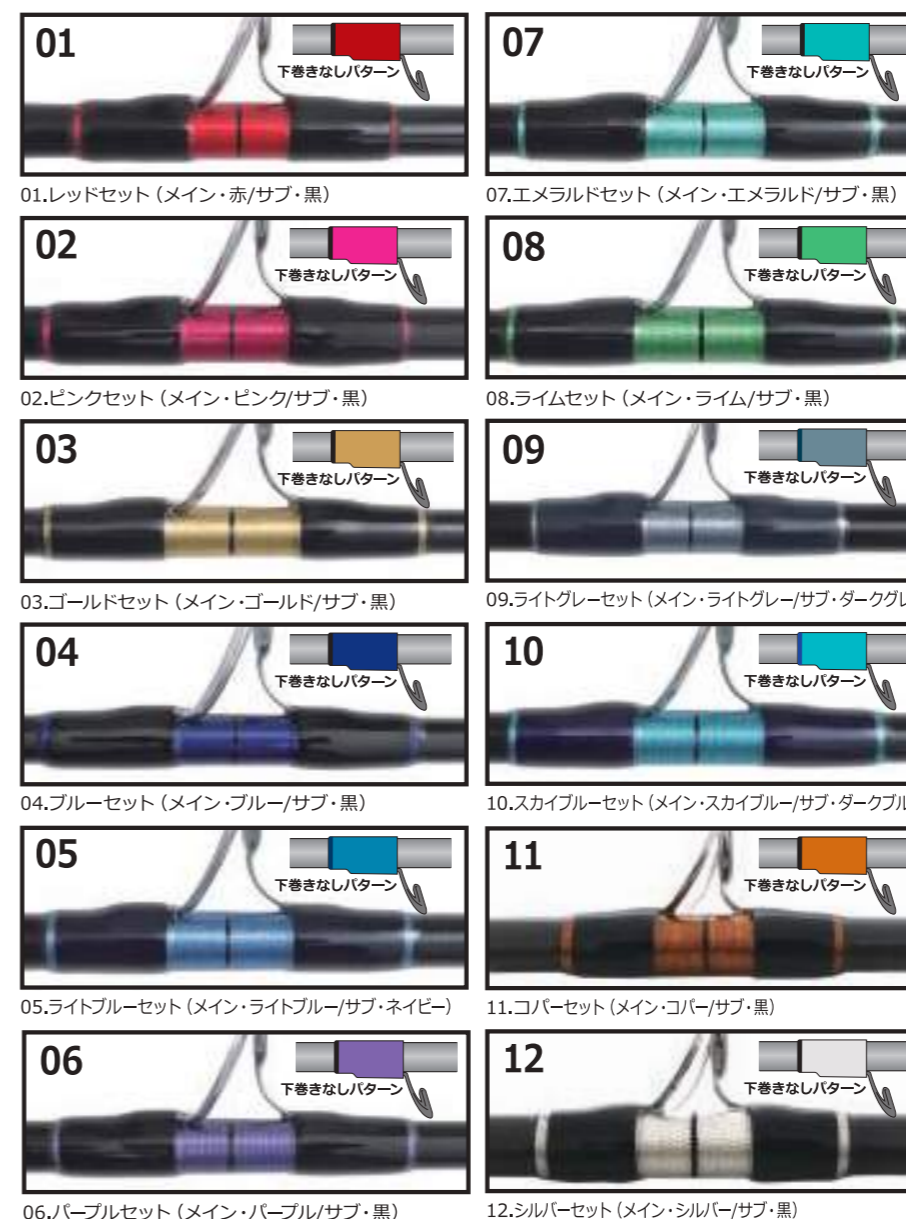 01
下巻きなしパターン
01.レッドセット（メイン・赤/サブ・黒）
02
下巻きなしパターン
02.ピンクセット（メイン・ピンク/サブ・黒）
03
下巻きなしパターン
03.ゴールドセット（メイン・ゴールド/サブ・黒）
04
下巻きなしパターン
04.ブルーセット（メイン・ブルー/サブ・黒）
05
下巻きなしパターン
05.ライトブルーセット（メイン・ライトブルー/サブ・ネイビー）
06
下巻きなしパターン
06.パープルセット（メイン・パープル/サブ・黒）
07
下巻きなしパターン
07.エメラルドセット（メイン・エメラルド/サブ・黒）
08
下巻きなしパターン
08.ライムセット（メイン・ライム/サブ・黒）
09
下巻きなしパターン
09.ライトグレーセット（メイン・ライトグレー/サブ・ダークグレ
10
下巻きなしパターン
10.スカイブルーセット（メイン・スカイブルー/サブ・ダークブル
11
下巻きなしパターン
11.コパーセット（メイン・コパー/サブ・黒）
12
下巻きなしパターン
12.シルバーセット（メイン・シルバー/サブ・黒）